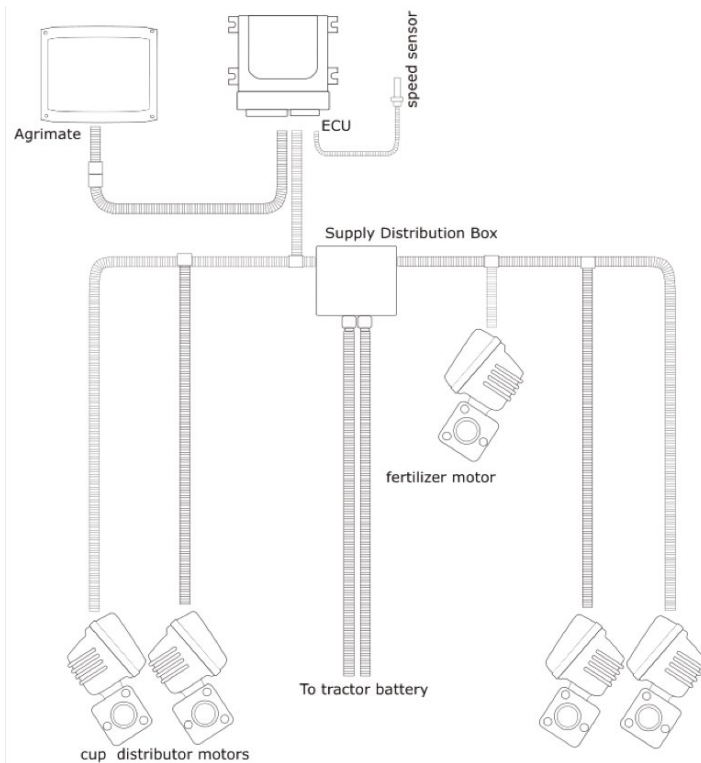 speed sensor
Agrimate
ECU
Supply Distribution Box
fertilizer motor
To tractor battery
cup distributor motors